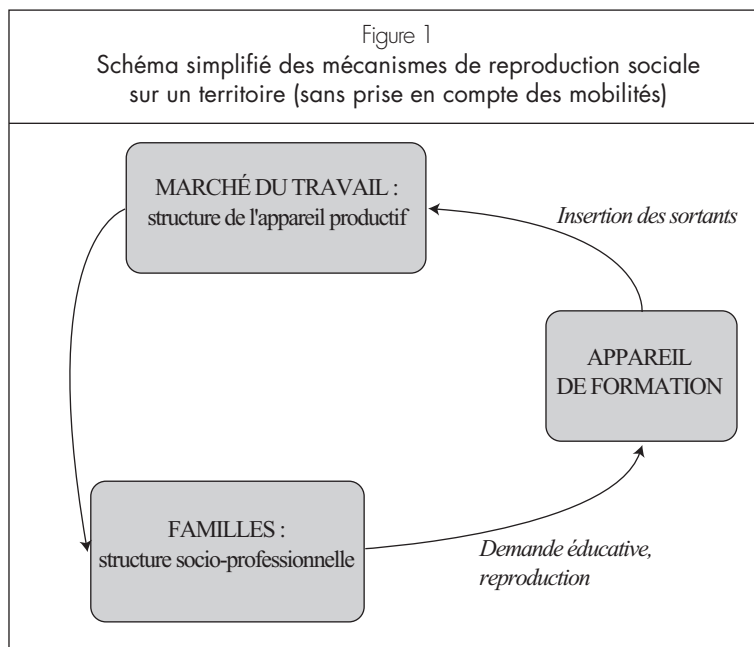 Figure 1
Schéma simplifié des mécanismes de reproduction sociale
sur un territoire (sans prise en compte des mobilités)
MARCHÉ DU TRAVAIL :
structure de l'appareil productif
Insertion des sortants
APPAREIL
DE FORMATION
FAMILLES :
structure socio-professionnelle
Demande éducative,
reproduction